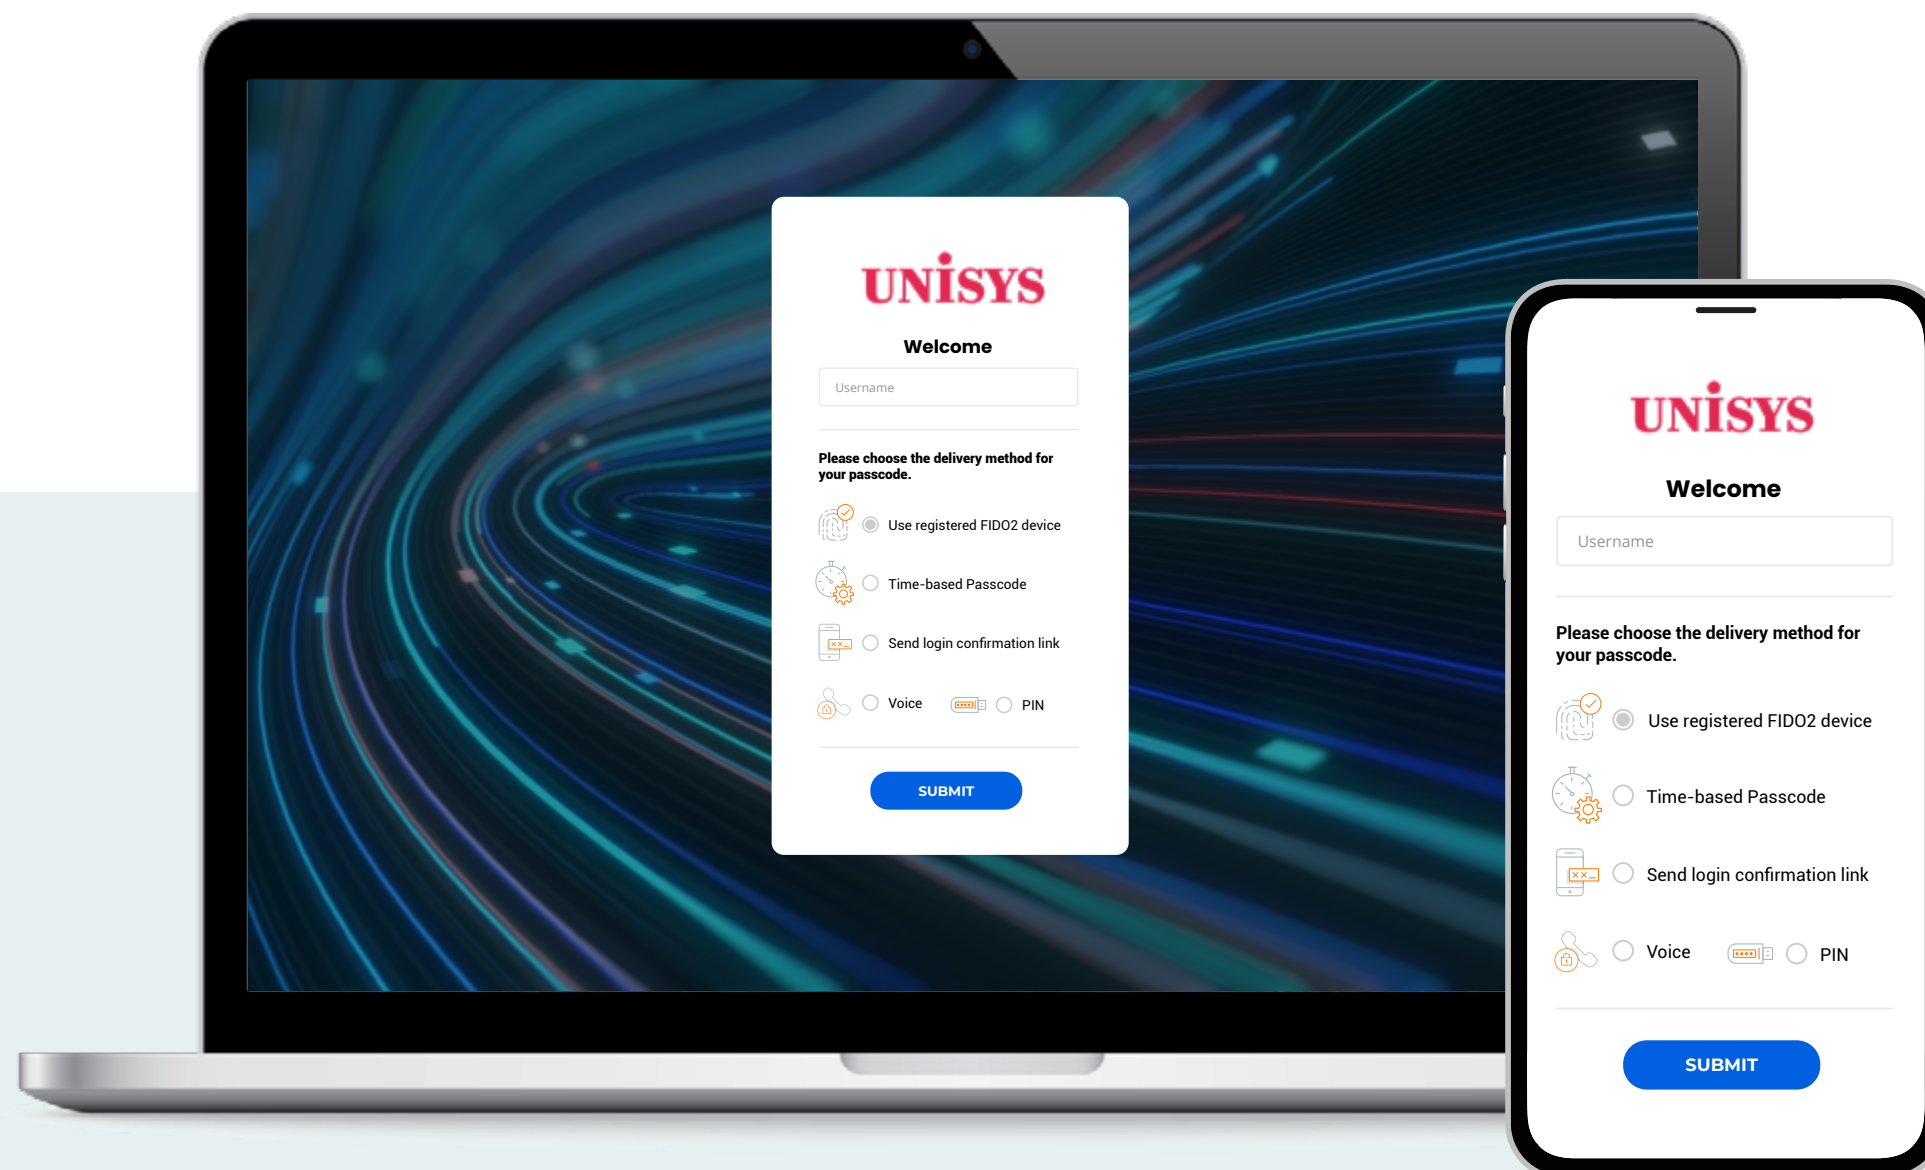 UNiSYS
Welcome
Username
Please choose the delivery method for
your passcode.
Use registered FIDO2 device
Time-based Passcode
Send login confirmation link
Voice
PIN
SUBMIT
UNiSYS
Welcome
Username
Please choose the delivery method for
your passcode.
Use registered FIDO2 device
Time-based Passcode
Send login confirmation link
Voice
PIN
SUBMIT